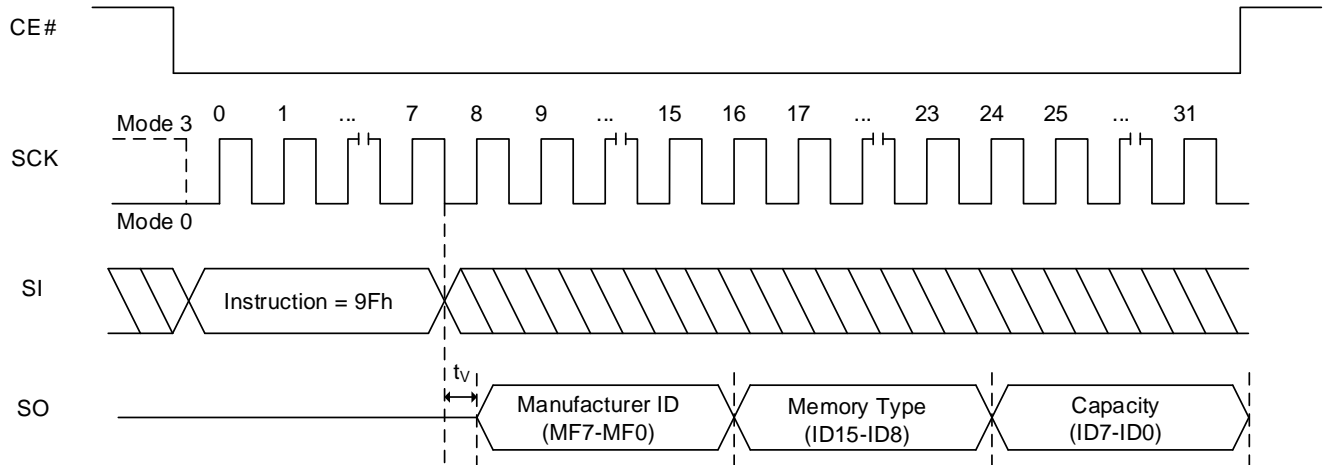 CE#
0 1 ... 7 8 9 ... 15 16 17 ... 23 24 25 ... 31
Mode 3
SCK
Mode 0
SI
Instruction = 9Fh
tV
SO
Manufacturer ID
(MF7-MF0)
Memory Type
(ID15-ID8)
Capacity
(ID7-ID0)